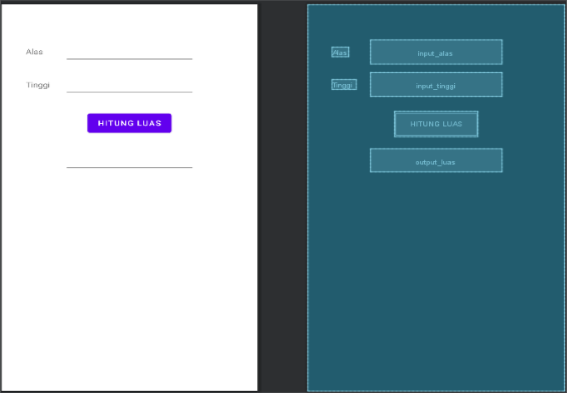 Alas
Tinggi
HITUNG LUAS
Alas
input_alas
Tinggi
input_tinggi
HITUNG LUAS
output_luas